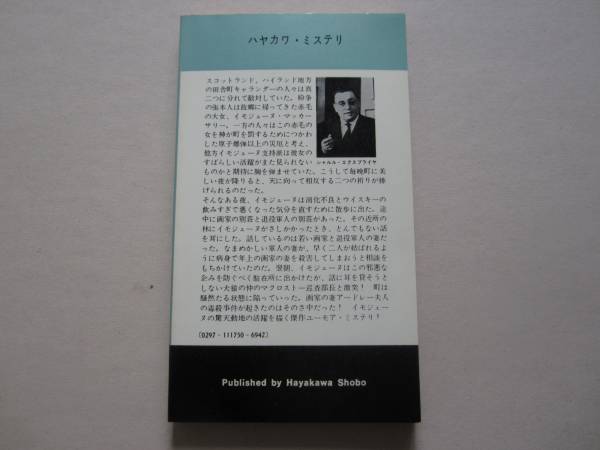 ハヤカワ・ミステリ
スコットランド，ハイランド地方
の田舎町キャランダーの人々は真
二つに分れて敵対していた。紛争
の張本人は故郷に帰ってきた赤毛
の大女，イモジェーヌ・マッカー
サリー。一方の人々はこの赤毛の
女を神が町を罰するためにつかわ
した原子爆弾以上の災厄と考え，
他方イモジェーヌ支持派は彼女の
すばらしい活躍がまた見られない
ものかと期待に胸を弾ませていた。こうして毎晩町に美
しい夜が降りると，天に向って相反する二つの祈りが捧
げられるのだった。
シャルル・エクスブライヤ
そんなある夜，イモジェーヌは消化不良とウイスキーの
飲みすぎで悪くなった気分を直すために散歩に出た。途
中に画家の別荘と退役軍人の別荘があった。その近所の
林にイモジェーヌがさしかかったとき，とんでもない話
を耳にした。話しているのは若い画家と退役軍人の妻だ
った。なまめかしい軍人の妻が，早く二人が結ばれるよ
うに病身で年上の画家の妻を殺害してしまおうと相談を
もちかけていたのだ。翌朝，イモジェーヌはこの邪悪な
企みを防ぐべく駐在所に出かけたが，話に耳を貸そうと
しない犬猿の仲のマクロストー巡査部長と激突！　町は
騒然たる状態に陥っていった。画家の妻アードレー夫人
の毒殺事件が起きたのはそのさ中だった！　イモジェー
ヌの驚天動地の活躍を描く傑作ユーモア・ミステリ！
〔0297－111750－6942〕
Published by Hayakawa Shobo